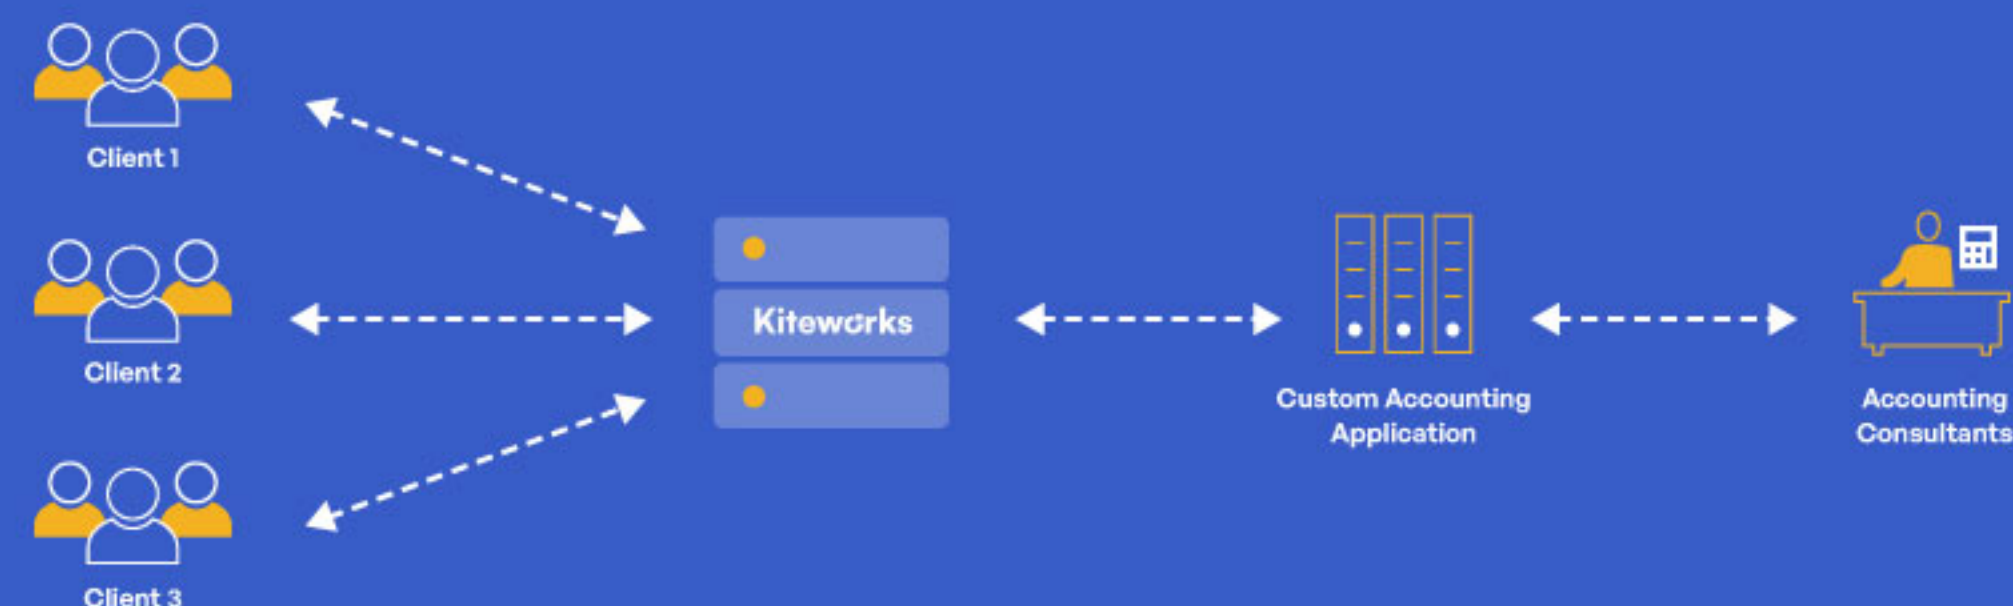 Client 1
Client 2
Client 3
Kiteworks
Custom Accounting
Application
Accounting
Consultants